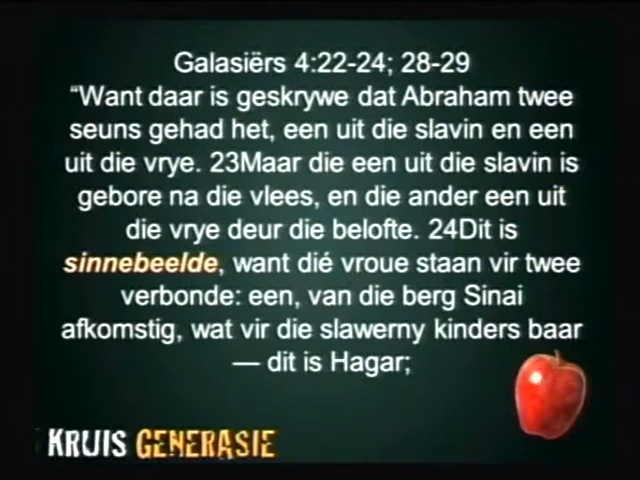 Galasiërs 4:22-24; 28-29
“Want daar is geskrywe dat Abraham twee
seuns gehad het, een uit die slavin en een
uit die vrye. 23Maar die een uit die slavin is
gebore na die vlees, en die ander een uit
die vrye deur die belofte. 24Dit is
sinnebeelde, want dié vroue staan vir twee
verbonde: een, van die berg Sinai
afkomstig, wat vir die slawerny kinders baar
— dit is Hagar;
KRUIS GENERASIE